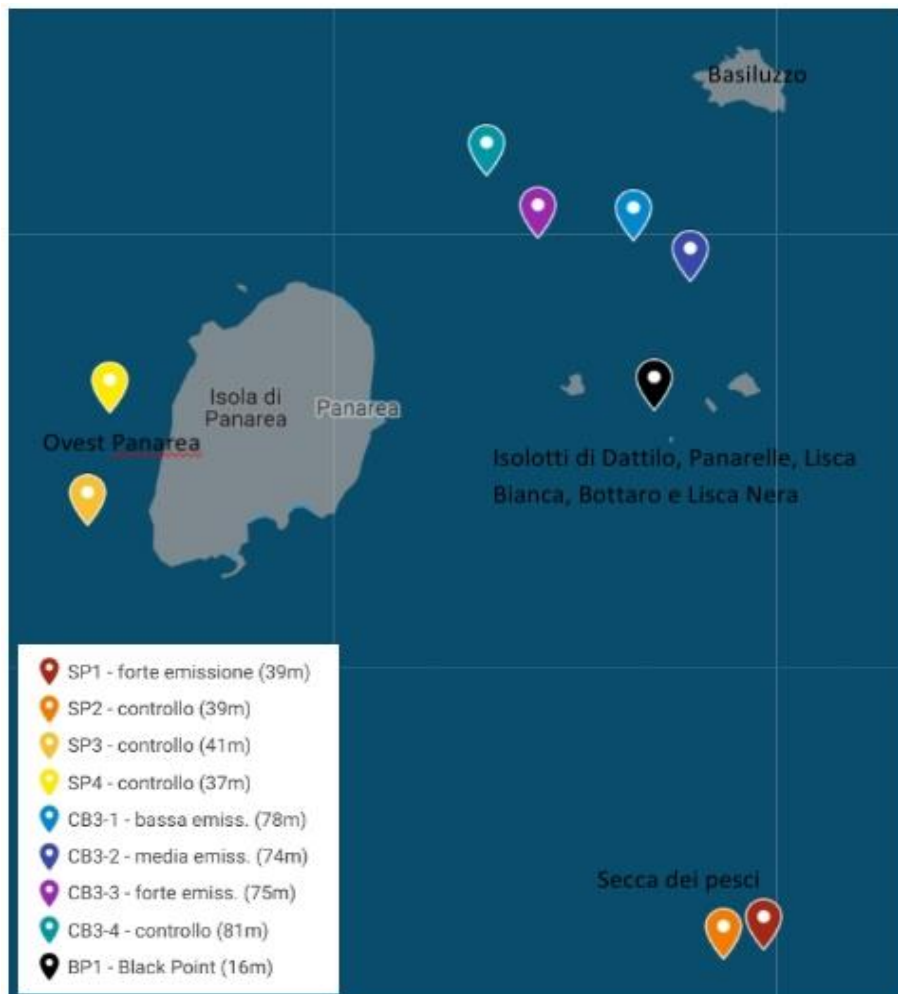 Basiluzzo
Isola di
Panarea
Panarea
Ovest Panarea
Isolotti di Dattilo, Panarelle, Lisca
Bianca, Bottaro e Lisca Nera
SP1 - forte emissione (39m)
SP2 - controllo (39m)
SP3 - controllo (41m)
SP4 - controllo (37m)
CB3-1 - bassa emiss. (78m)
CB3-2 - media emiss. (74m)
CB3-3 - forte emiss. (75m)
CB3-4 - controllo (81m)
BP1 - Black Point (16m)
Secca dei pesci